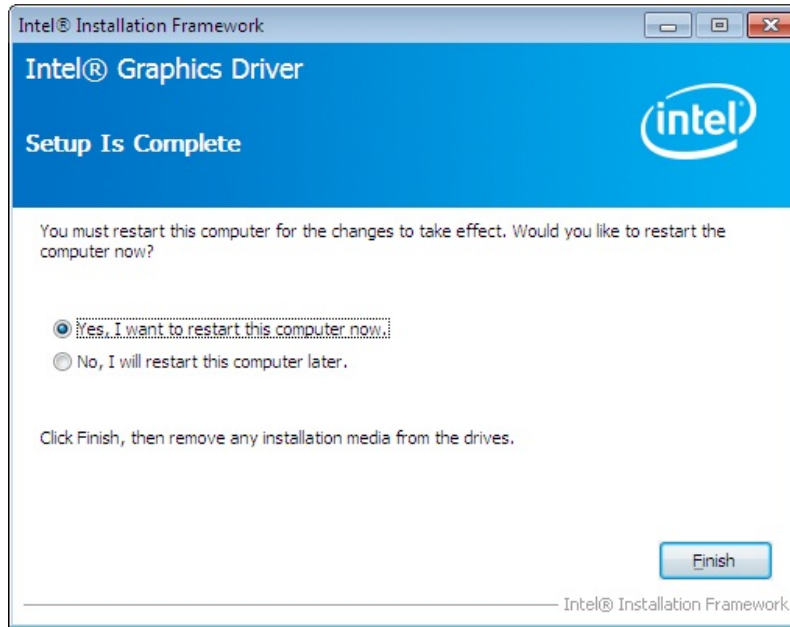 Intel® Installation Framework
Intel® Graphics Driver
intel®
Setup Is Complete
You must restart this computer for the changes to take effect. Would you like to restart the
computer now?
Yes, I want to restart this computer now.
No, I will restart this computer later.
Click Finish, then remove any installation media from the drives.
Finish
Intel® Installation Framework